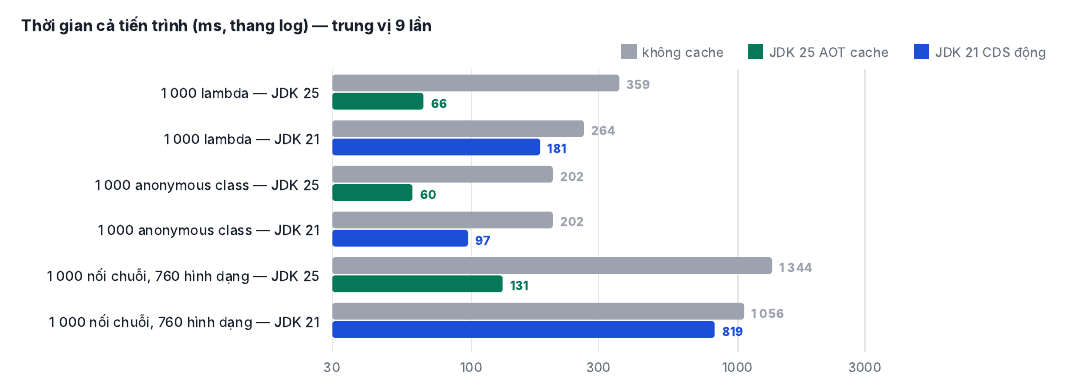 Thời gian cả tiến trình (ms, thang log) — trung vị 9 lần
không cache JDK 25 AOT cache JDK 21 CDS động
1 000 lambda — JDK 25 359
66
1 000 lambda — JDK 21 264
181
1 000 anonymous class — JDK 25 202
60
1 000 anonymous class — JDK 21 202
97
1 000 nối chuỗi, 760 hình dạng — JDK 25 1 344
131
1 000 nối chuỗi, 760 hình dạng — JDK 21 1 056
819
30 100 300 1000 3000